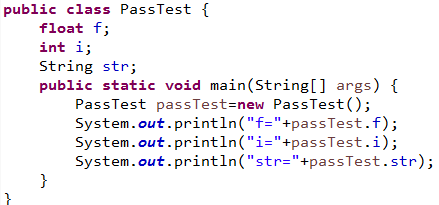 public class PassTest {
    float f;
    int i;
    String str;
    public static void main(String[] args) {
        PassTest passTest=new PassTest();
        System.out.println("f="+passTest.f);
        System.out.println("i="+passTest.i);
        System.out.println("str="+passTest.str);
    }
}